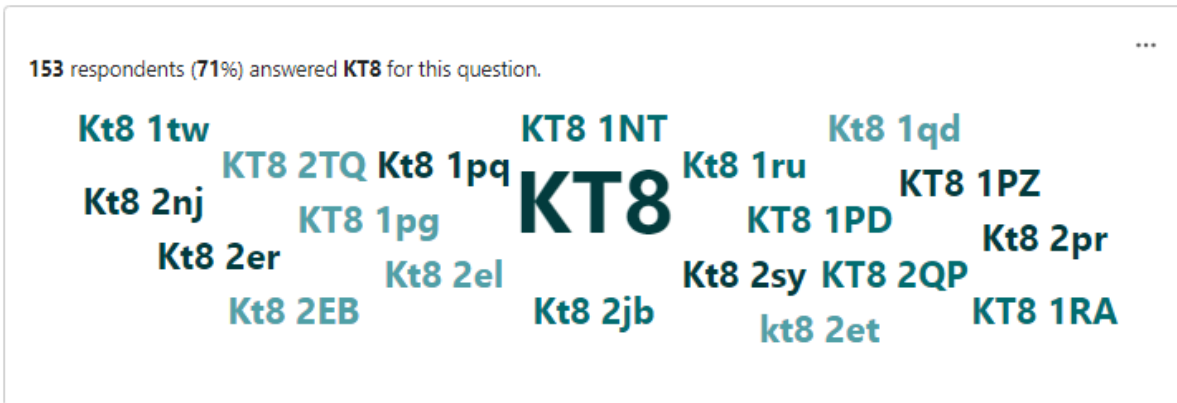 ...
153 respondents (71%) answered KT8 for this question.
Kt8 1tw KT8 1NT Kt8 1qd
KT8 2TQ Kt8 1pq Kt8 1ru
Kt8 2nj KT8 KT8 1PZ
KT8 1pg KT8 1PD
Kt8 2er Kt8 2pr
Kt8 2el Kt8 2sy KT8 2QP
Kt8 2EB Kt8 2jb KT8 1RA
kt8 2et